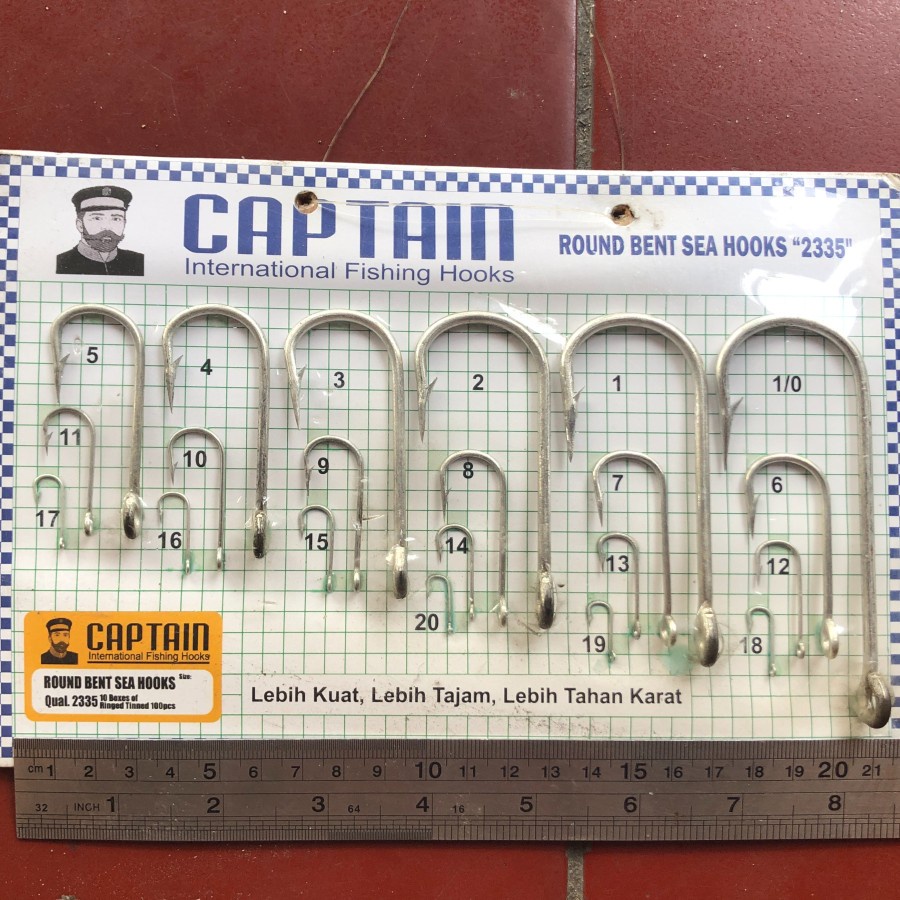 CAPTAIN
International Fishing Hooks
ROUND BENT SEA HOOKS "2335"
5 4 3 2 1 1/0
11 10 9 8 7 6
17 16 15 14 13 12
20 19 18
CAPTAIN
International Fishing Hooks
ROUND BENT SEA HOOKS Size:
Qual. 2335 10 Boxes of
Ringed Tinned 100pcs
Lebih Kuat, Lebih Tajam, Lebih Tahan Karat
cm 1 2 3 4 5 6 7 8 9 10 11 12 13 14 15 16 17 18 19 20 21
32 INCH 1 2 3 64 4 16 5 6 7 8